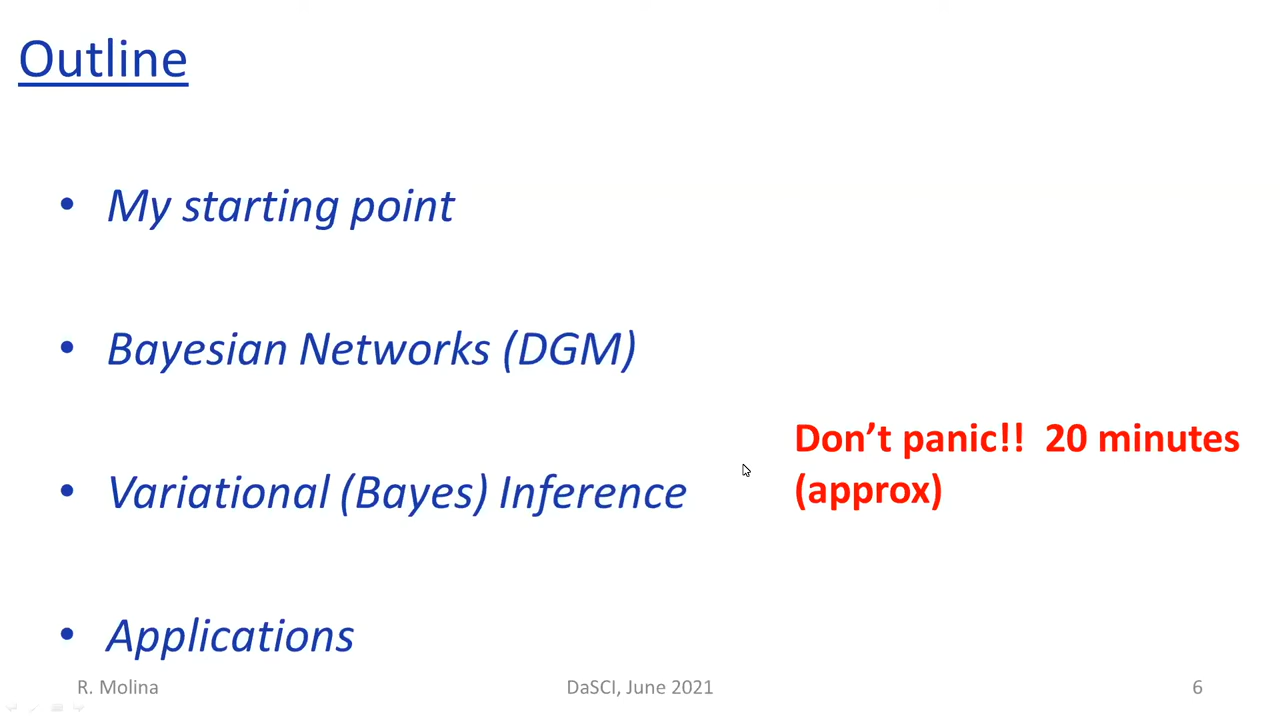 Outline
• My starting point
• Bayesian Networks (DGM)
• Variational (Bayes) Inference
Don’t panic!!  20 minutes
(approx)
• Applications
R. Molina
DaSCI, June 2021
6